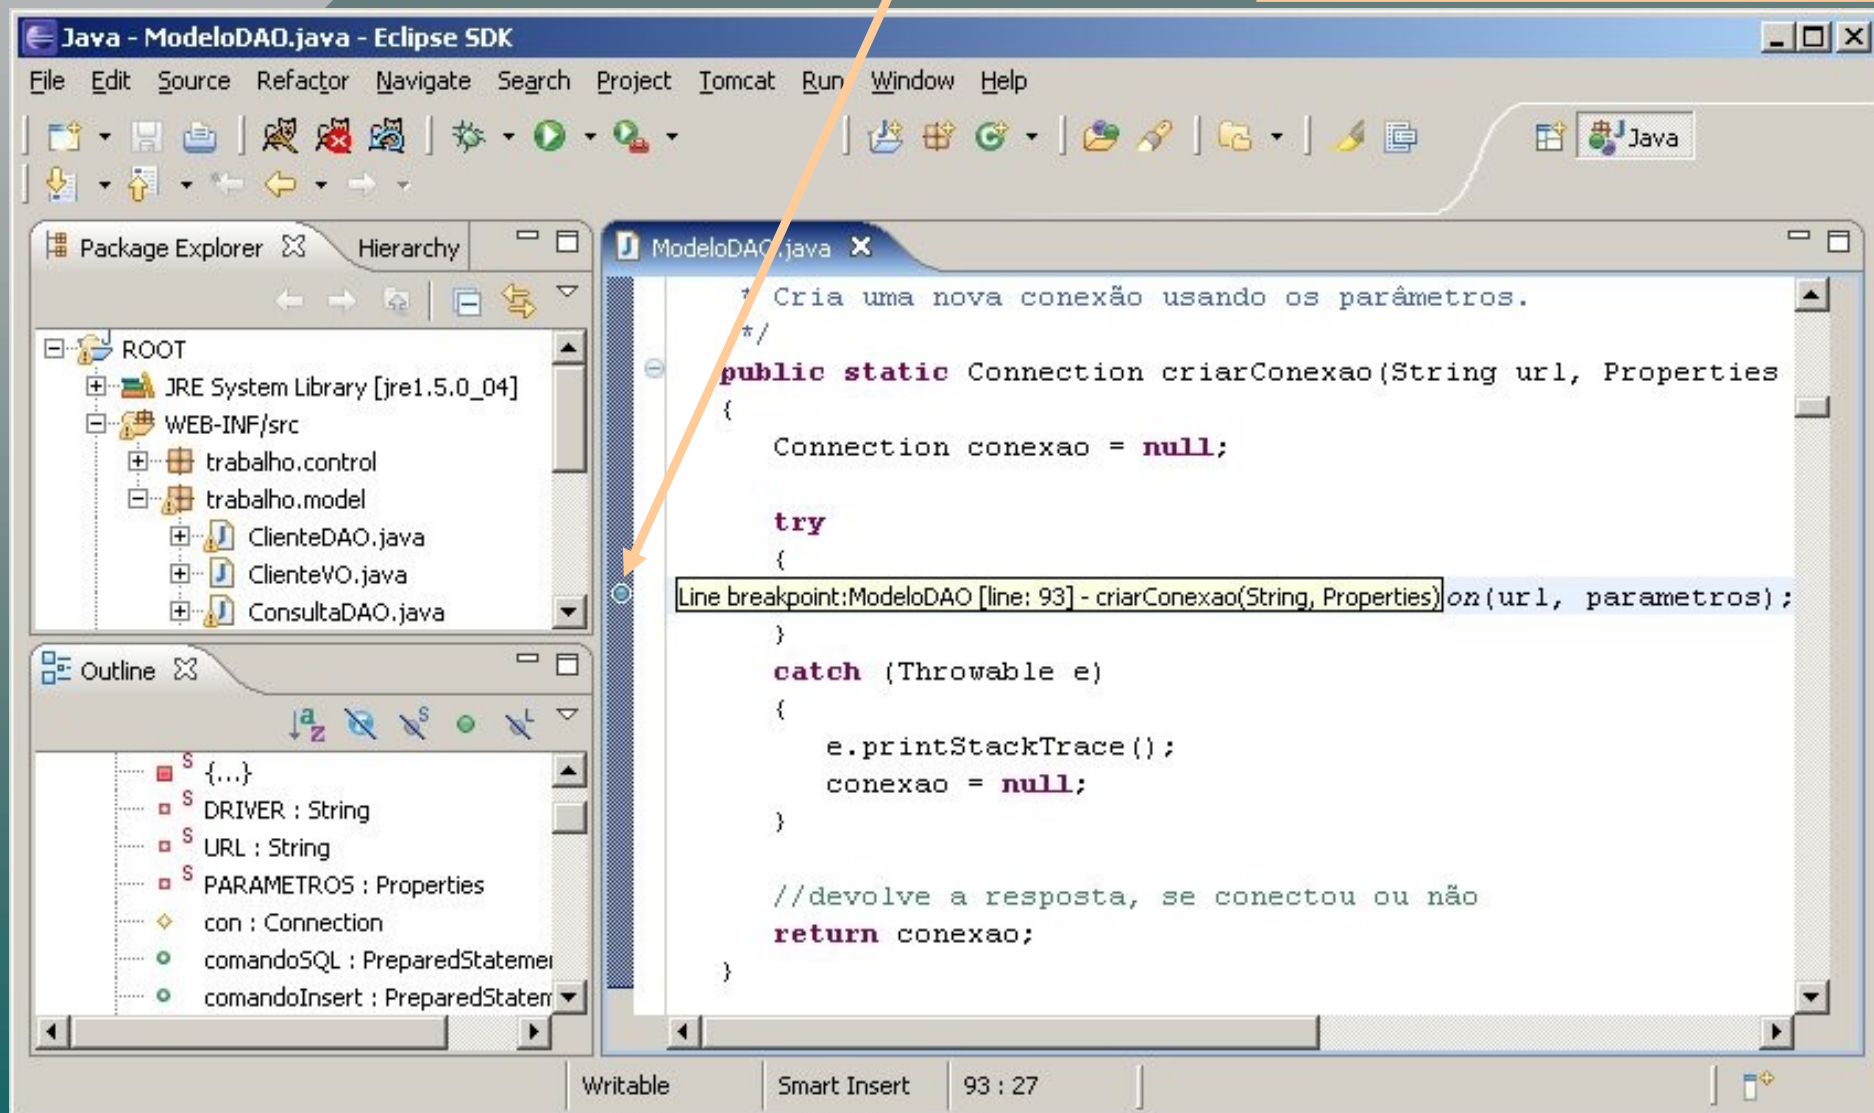 Java - ModeloDAO.java - Eclipse SDK
File Edit Source Refactor Navigate Search Project Tomcat Run Window Help
Java
Package Explorer Hierarchy
ROOT
JRE System Library [jre1.5.0_04]
WEB-INF/src
trabalho.control
trabalho.model
ClienteDAO.java
ClienteVO.java
ConsultaDAO.java
Outline
{...}
DRIVER : String
URL : String
PARAMETROS : Properties
con : Connection
comandoSQL : PreparedStatemen
comandoInsert : PreparedStatem
ModeloDAO.java
* Cria uma nova conexão usando os parâmetros.
*/
public static Connection criarConexao(String url, Properties
{
Connection conexao = null;
try
{
Line breakpoint:ModeloDAO [line: 93] - criarConexao(String, Properties) on(url, parametros);
}
catch (Throwable e)
{
e.printStackTrace();
conexao = null;
}
//devolve a resposta, se conectou ou não
return conexao;
}
Writable Smart Insert 93 : 27